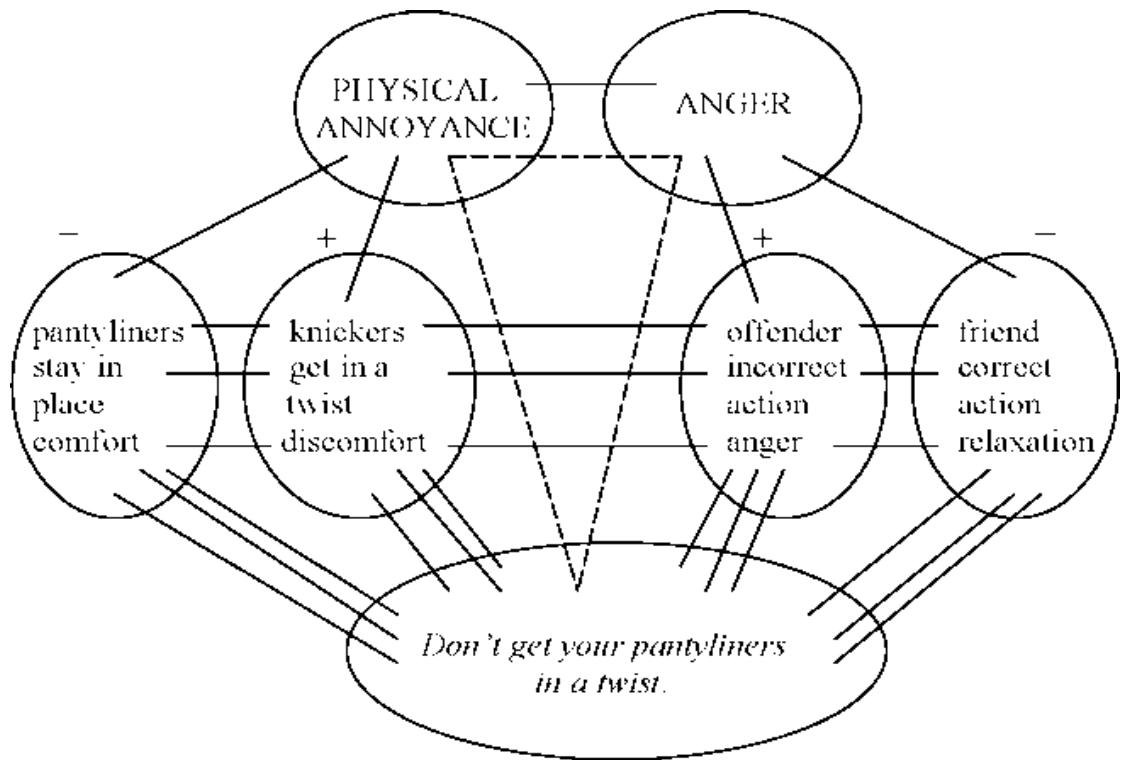 PHYSICAL
ANNOYANCE
ANGER
–
+
+
–
pantyliners
stay in
place
comfort
knickers
get in a
twist
discomfort
offender
incorrect
action
anger
friend
correct
action
relaxation
Don't get your pantyliners
in a twist.